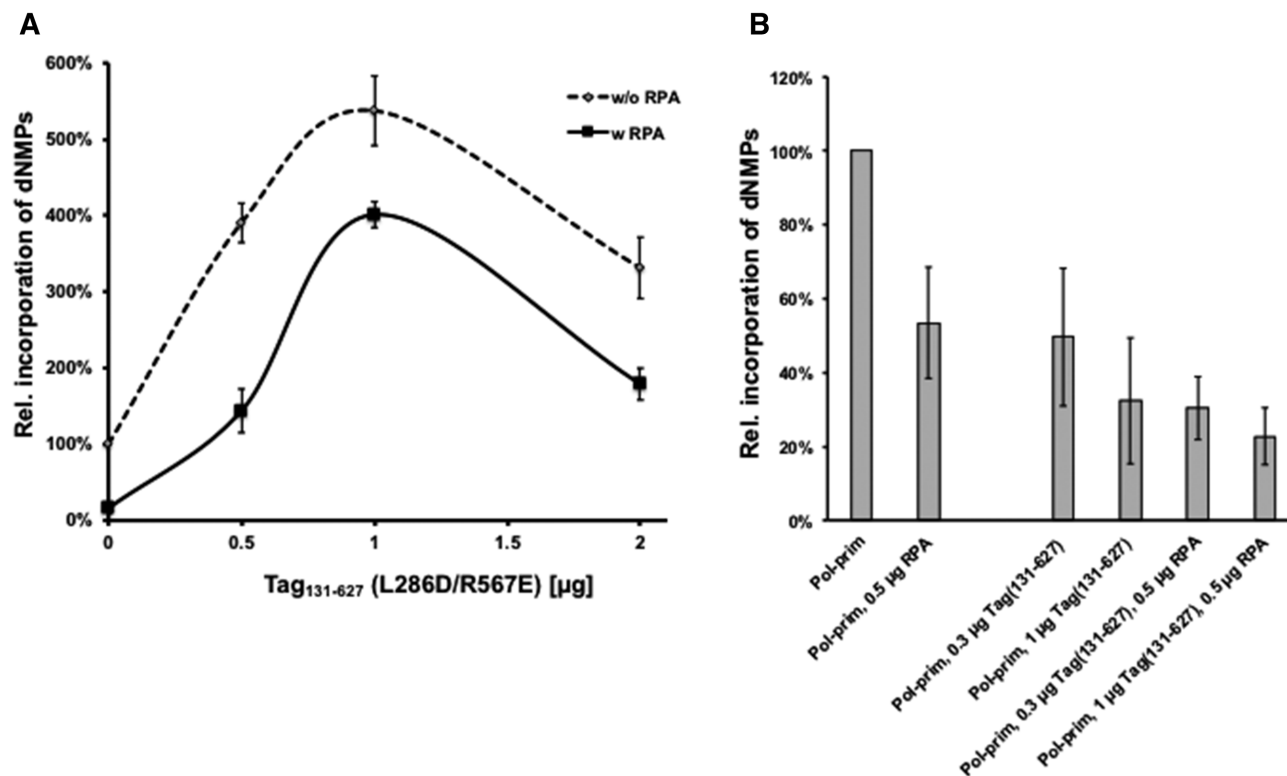 A
600%
500%
400%
300%
200%
100%
0%
Rel. incorporation of dNMPs
w/o RPA
w RPA
0
0.5
1
1.5
2
Tag₁₃₁₋₆₂₇ (L286D/R567E) [µg]
B
120%
100%
80%
60%
40%
20%
0%
Rel. incorporation of dNMPs
Pol-prim
Pol-prim, 0.5 µg RPA
Pol-prim, 0.3 µg Tag(131-627)
Pol-prim, 1 µg Tag(131-627)
Pol-prim, 0.3 µg Tag(131-627), 0.5 µg RPA
Pol-prim, 1 µg Tag(131-627), 0.5 µg RPA